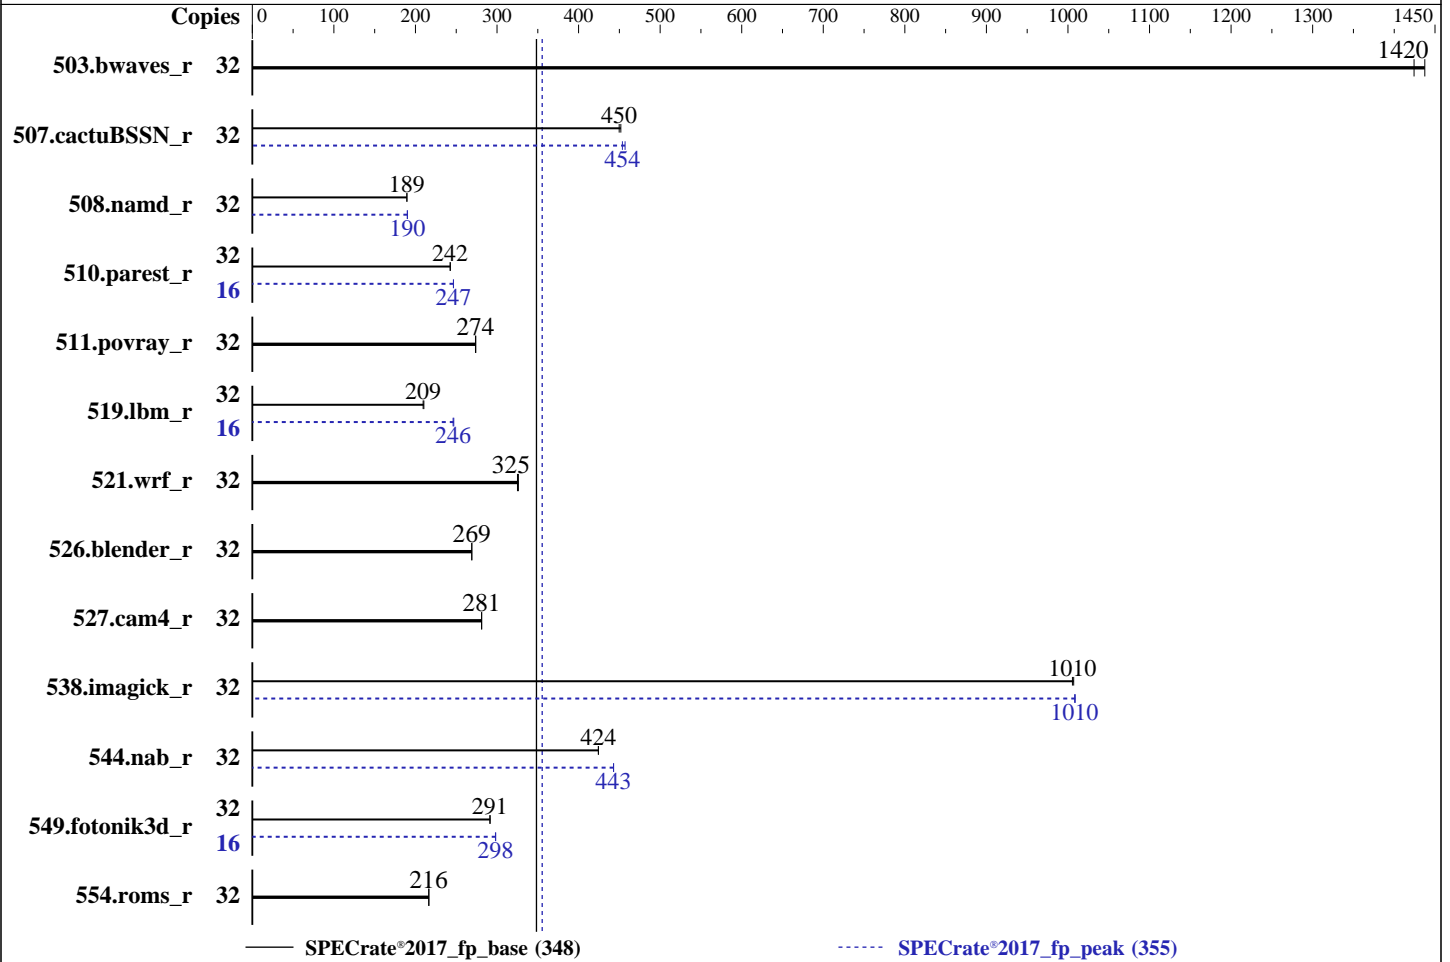 Copies 0 100 200 300 400 500 600 700 800 900 1000 1100 1200 1300 1450
503.bwaves_r 32 1420
507.cactuBSSN_r 32 450
454
508.namd_r 32 189
190
510.parest_r 32 242
16 247
511.povray_r 32 274
519.lbm_r 32 209
16 246
521.wrf_r 32 325
526.blender_r 32 269
527.cam4_r 32 281
538.imagick_r 32 1010
1010
544.nab_r 32 424
443
549.fotonik3d_r 32 291
16 298
554.roms_r 32 216
SPECrate®2017_fp_base (348) SPECrate®2017_fp_peak (355)